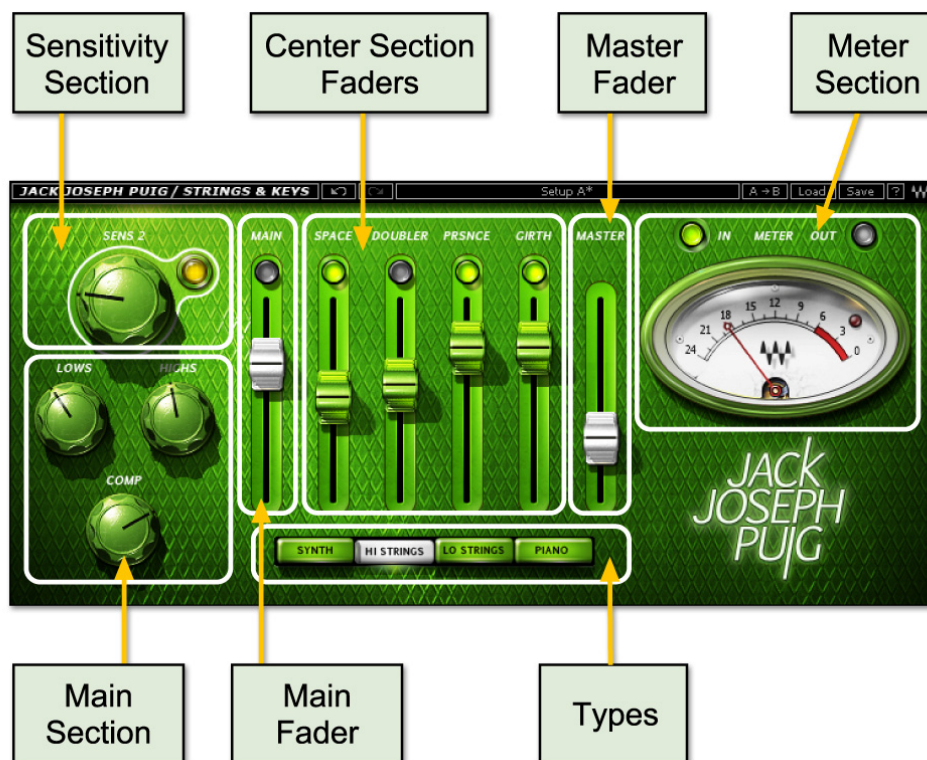 Sensitivity
Section
Center Section
Faders
Master
Fader
Meter
Section
JACK JOSEPH PUIG / STRINGS & KEYS
Setup A*
A→B
Load
Save
?
SENS 2
MAIN
SPACE
DOUBLER
PRSNCE
GIRTH
MASTER
IN
METER
OUT
24
21
18
15
12
9
6
3
0
LOWS
HIGHS
COMP
JACK
JOSEPH
PUIG
SYNTH
HI STRINGS
LO STRINGS
PIANO
Main
Section
Main
Fader
Types